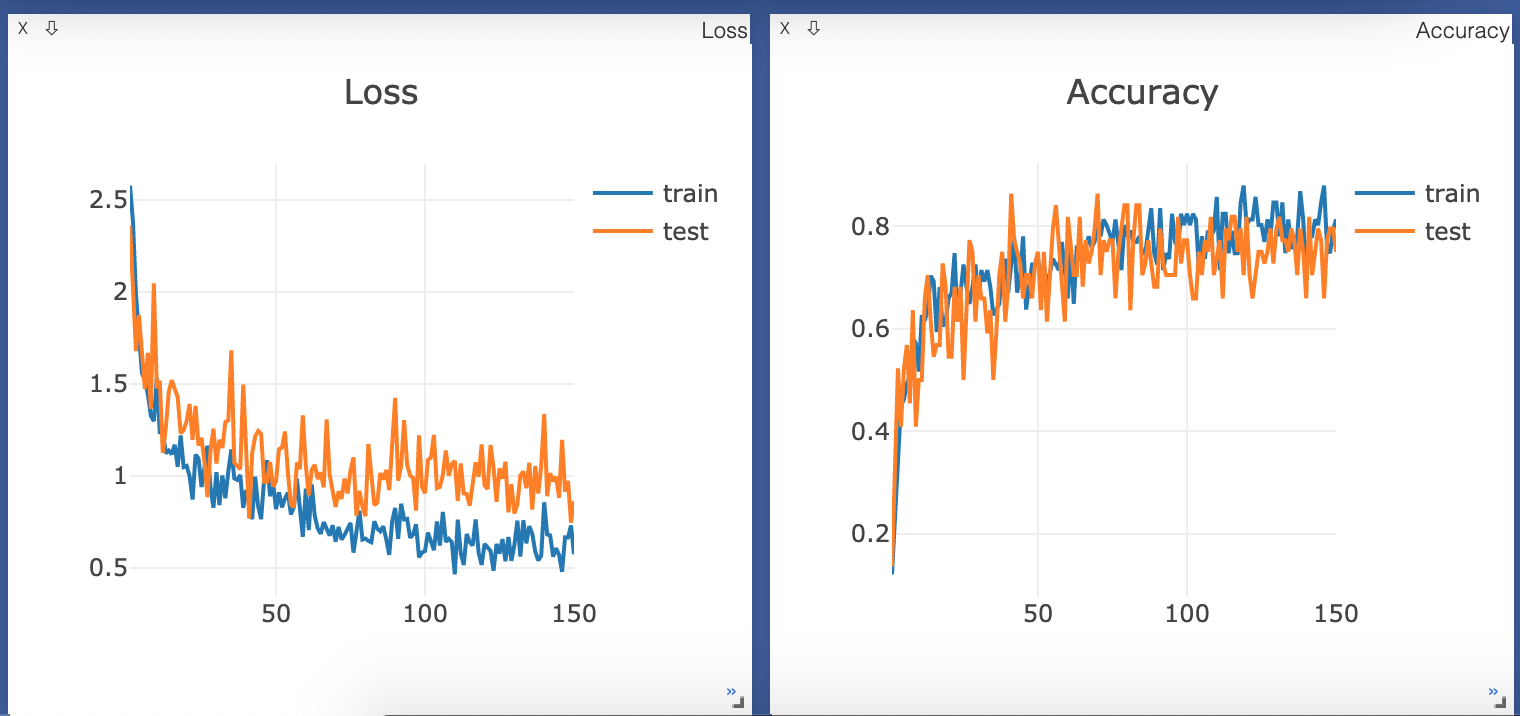 X ⇩ Loss
Loss
2.5
2
1.5
1
0.5
50 100 150
train
test
»
X ⇩ Accuracy
Accuracy
0.8
0.6
0.4
0.2
50 100 150
train
test
»